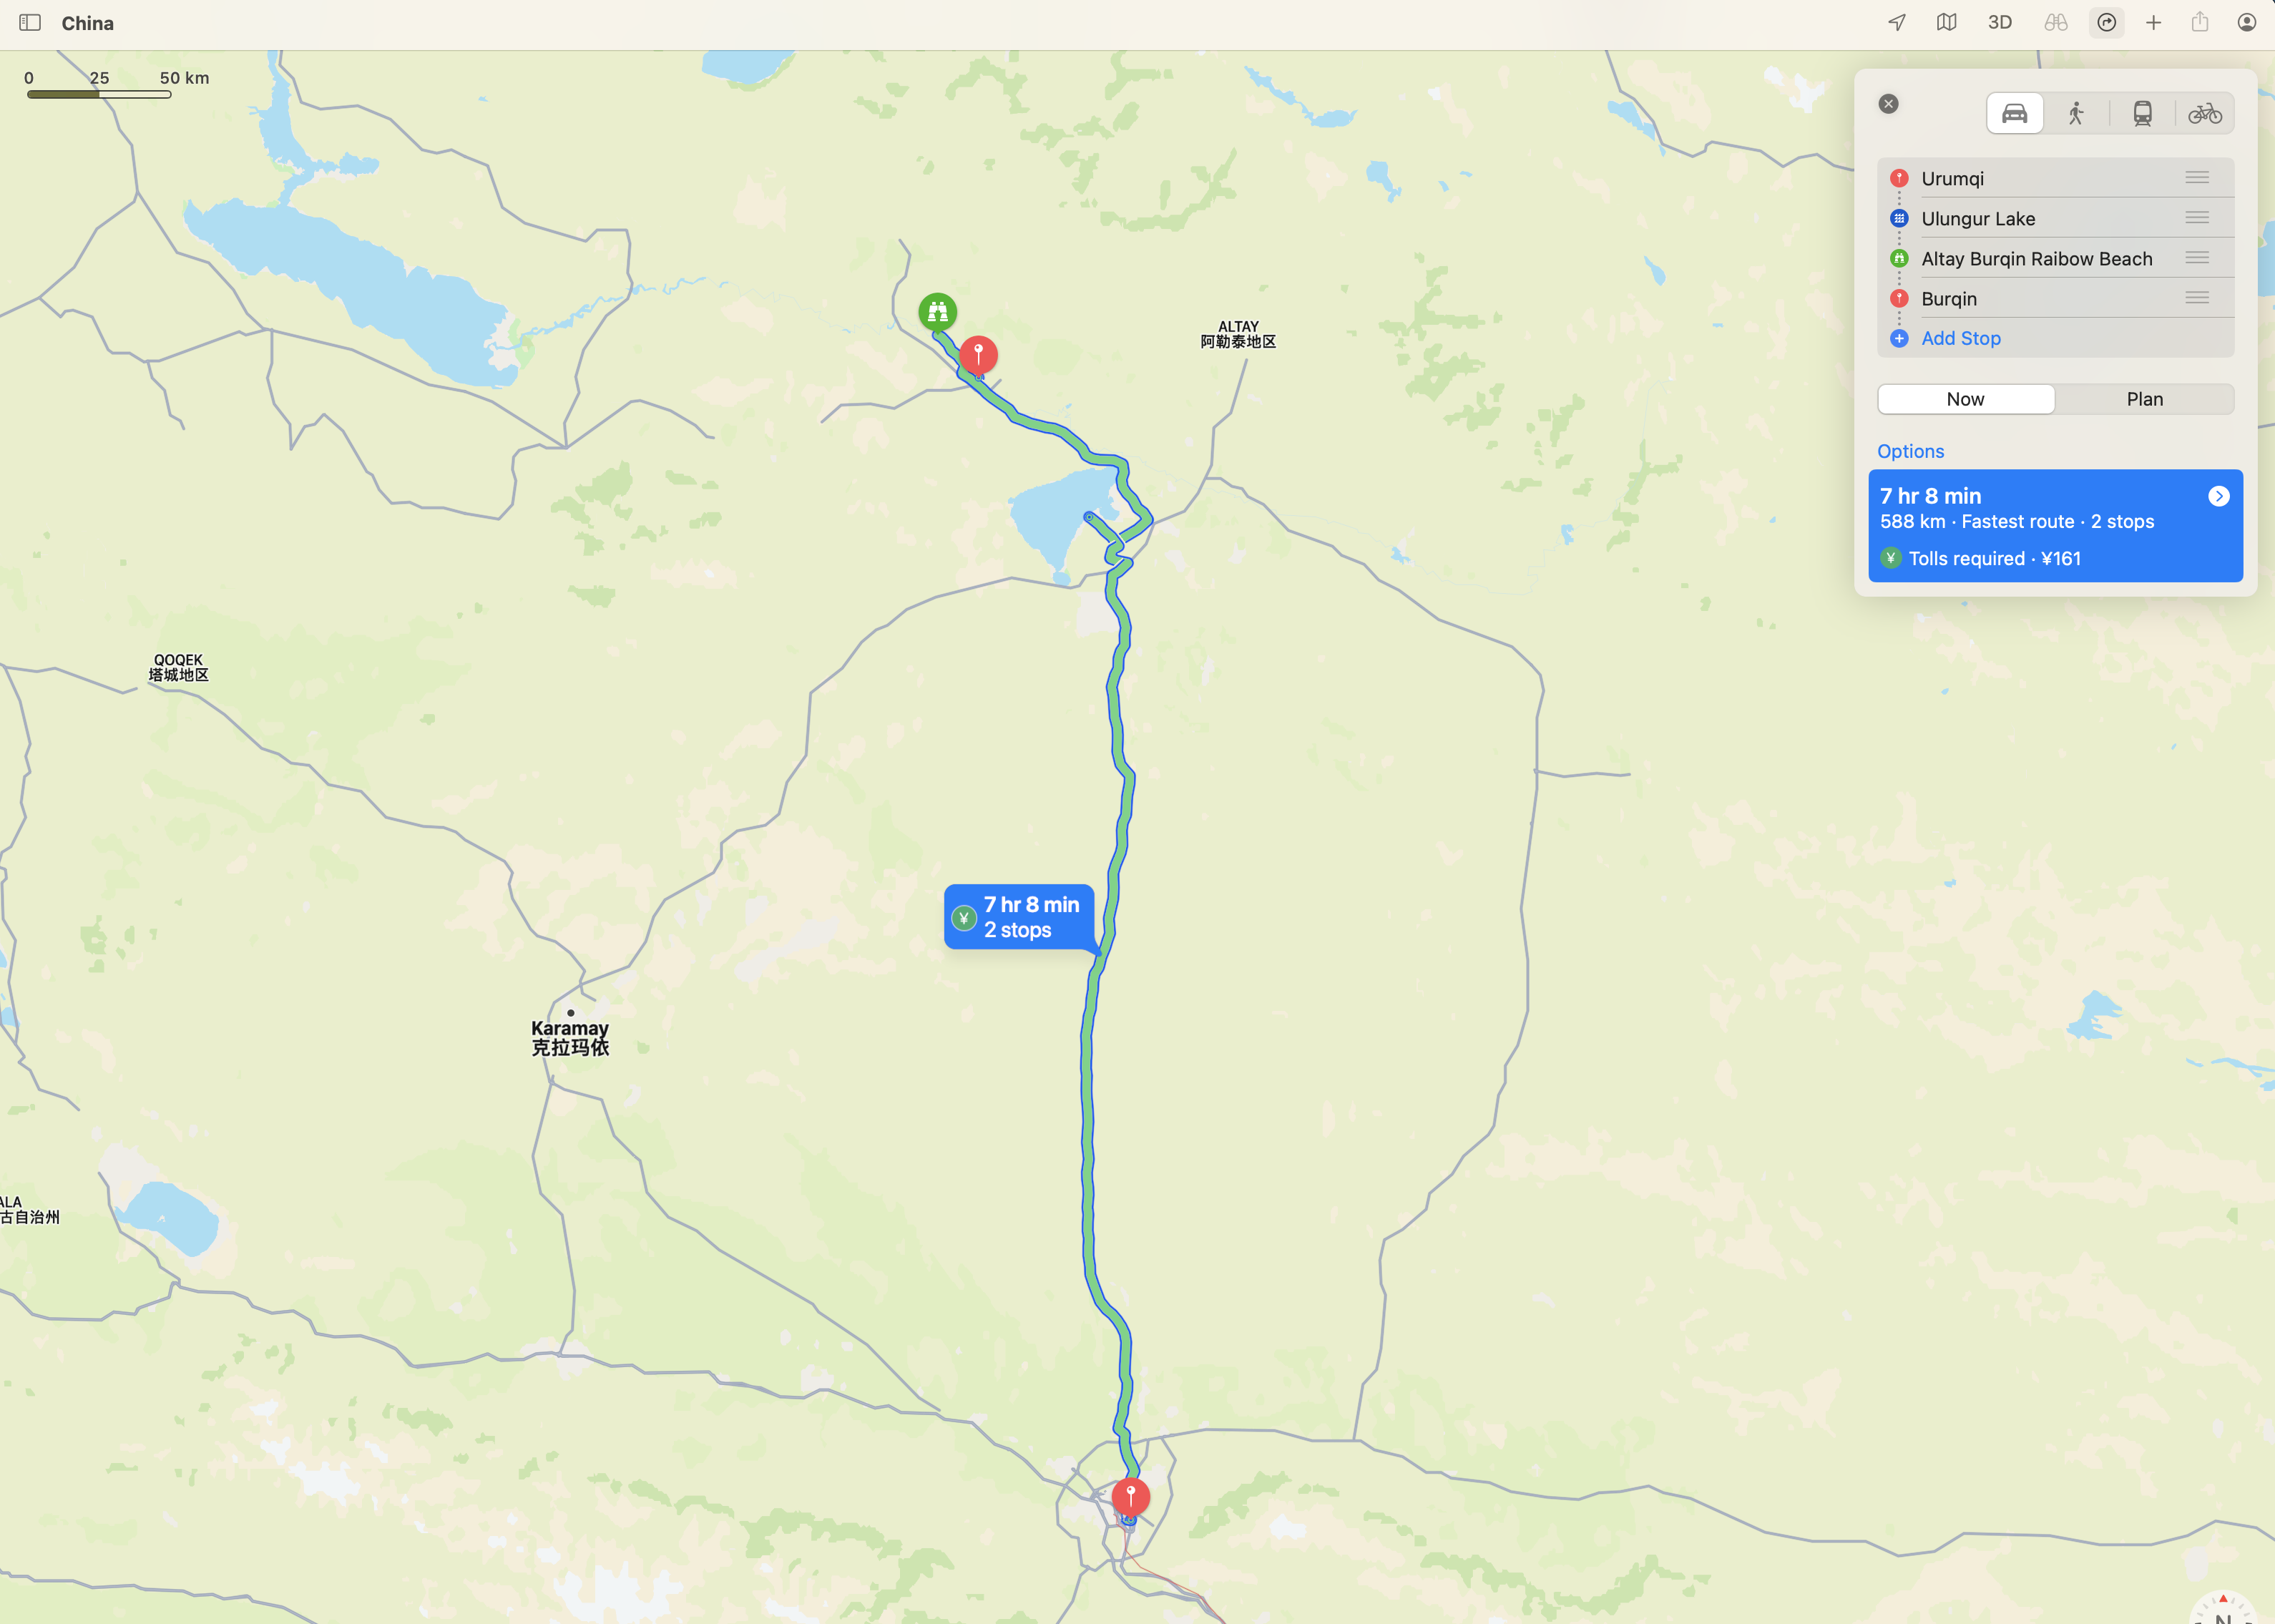 China
3D
0 25 50 km
Urumqi
Ulungur Lake
Altay Burqin Raibow Beach
Burqin
Add Stop
Now Plan
Options
7 hr 8 min
588 km · Fastest route · 2 stops
¥ Tolls required · ¥161
ALTAY
阿勒泰地区
QOQEK
塔城地区
¥ 7 hr 8 min
2 stops
Karamay
克拉玛依
ALA
古自治州
N